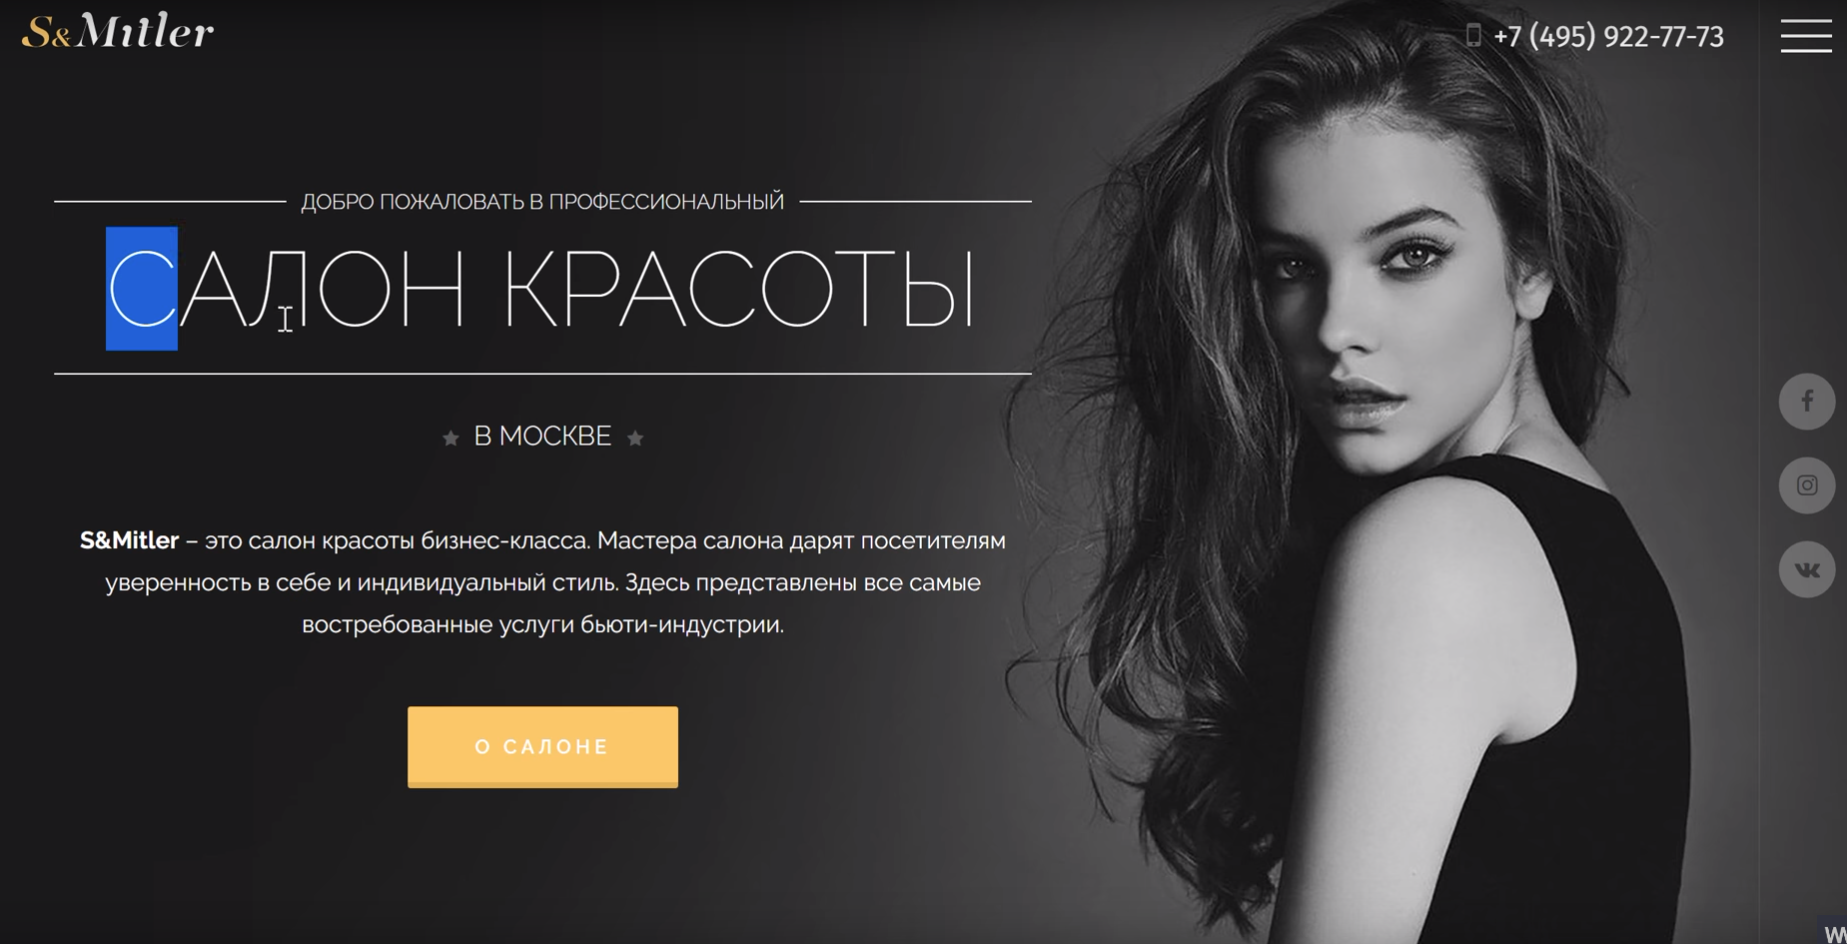 S&Mitler
+7 (495) 922-77-73
ДОБРО ПОЖАЛОВАТЬ В ПРОФЕССИОНАЛЬНЫЙ
САЛОН КРАСОТЫ
В МОСКВЕ
S&Mitler – это салон красоты бизнес-класса. Мастера салона дарят посетителям
уверенность в себе и индивидуальный стиль. Здесь представлены все самые
востребованные услуги бьюти-индустрии.
О САЛОНЕ